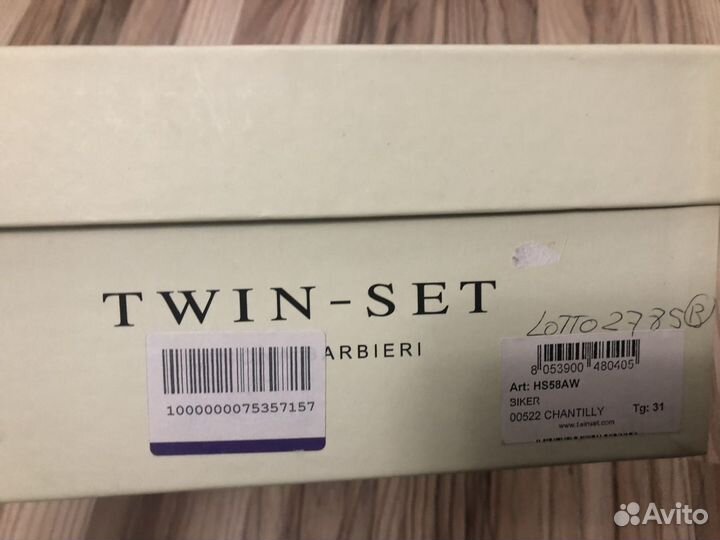 TWIN-SET
ARBIERI
LOTTO 2785 B
1000000075357157
8 053900 480405
Art: HS58AW
BIKER
00522 CHANTILLY Tg: 31
www.twinset.com
Avito